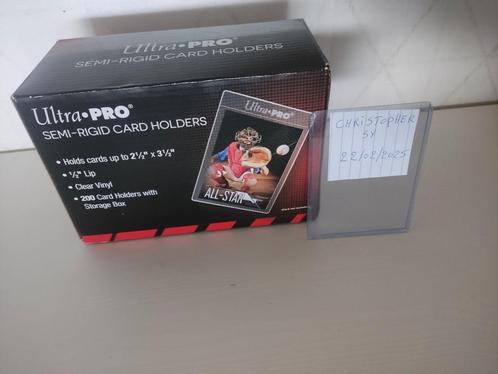 Ultra•PRO
SEMI-RIGID CARD HOLDERS
Ultra•PRO®
SEMI-RIGID CARD HOLDERS
• Holds cards up to 2½" x 3½"
• ½" Lip
• Clear Vinyl
• 200 Card Holders with
Storage Box
Ultra•PRO
ALL-STAR
CHRISTOPHER
SY
22/02/2025